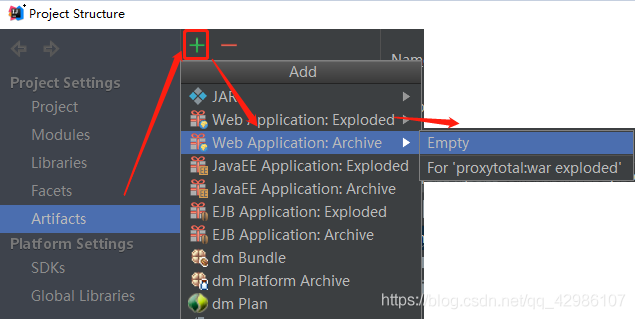 Project Structure
Project Settings
Project
Modules
Libraries
Facets
Artifacts
Platform Settings
SDKs
Global Libraries
Nam
Add
JAR
Web Application: Exploded
Web Application: Archive
JavaEE Application: Exploded
JavaEE Application: Archive
EJB Application: Exploded
EJB Application: Archive
dm Bundle
dm Platform Archive
dm Plan
Empty
For 'proxytotal:war exploded'
https://blog.csdn.net/qq_42986107